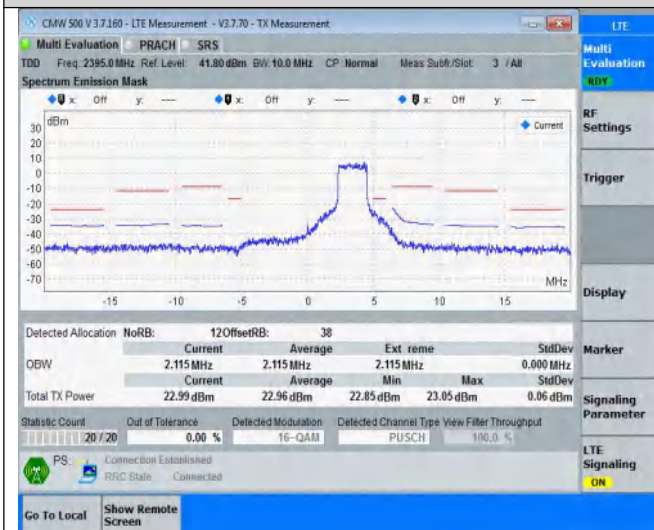 CMW 500 V 3.7.160 - LTE Measurement - V3.7.70 - TX Measurement
LTE
Multi Evaluation PRACH SRS
Multi Evaluation
RDY
TDD Freq: 2395.0 MHz Ref. Level: 41.80 dBm BW: 10.0 MHz CP: Normal Meas Subfr./Slot: 3 / All
Spectrum Emission Mask
x: Off y: --- x: Off y: --- x: Off y: ---
dBm
Current
30
20
10
0
-10
-20
-30
-40
-50
-60
-70
MHz
-15 -10 -5 0 5 10 15
RF Settings
Trigger
Display
Marker
Signaling Parameter
LTE Signaling
ON
Detected Allocation NoRB: 12 OffsetRB: 38
Current Average Ext reme StdDev
OBW 2.115 MHz 2.115 MHz 2.115 MHz 0.000 MHz
Current Average Min Max StdDev
Total TX Power 22.99 dBm 22.96 dBm 22.85 dBm 23.05 dBm 0.06 dBm
Statistic Count Out of Tolerance Detected Modulation Detected Channel Type View Filter Throughput
20 / 20 0.00 % 16-QAM PUSCH 100.0 %
PS: Connection Established
RRC State Connected
Go To Local
Show Remote Screen